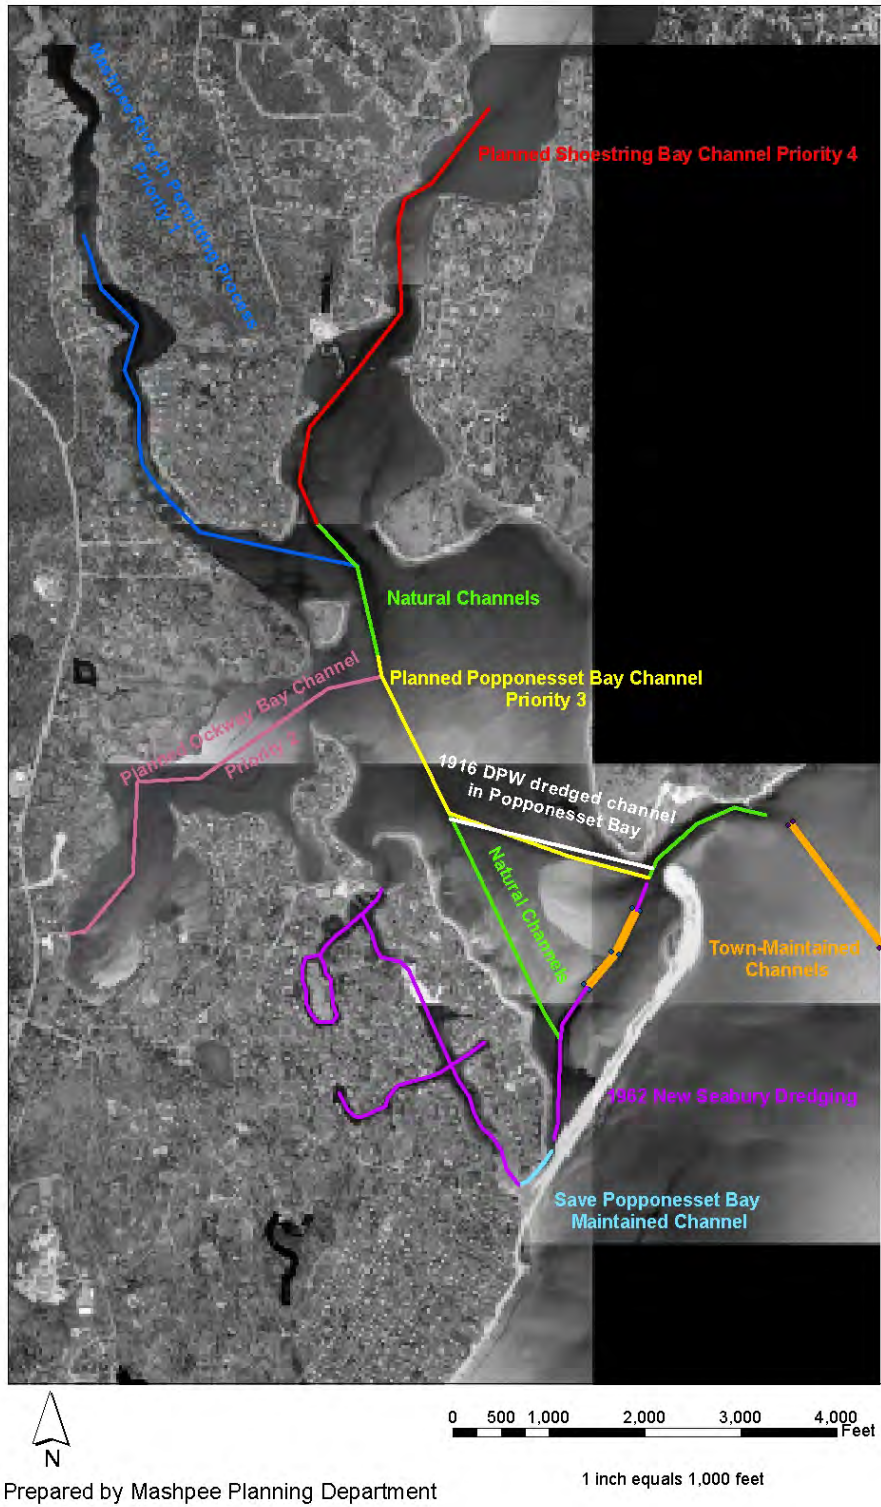 Mashpee River in Permitting Process
Priority 1
Planned Shoestring Bay Channel Priority 4
Natural Channels
Planned Popponesset Bay Channel
Priority 3
Planned Ockway Bay Channel
Priority 2
1916 DPW dredged channel
in Popponesset Bay
Natural Channels
Town-Maintained
Channels
1962 New Seabury Dredging
Save Popponesset Bay
Maintained Channel
N
0 500 1,000 2,000 3,000 4,000
Feet
1 inch equals 1,000 feet
Prepared by Mashpee Planning Department